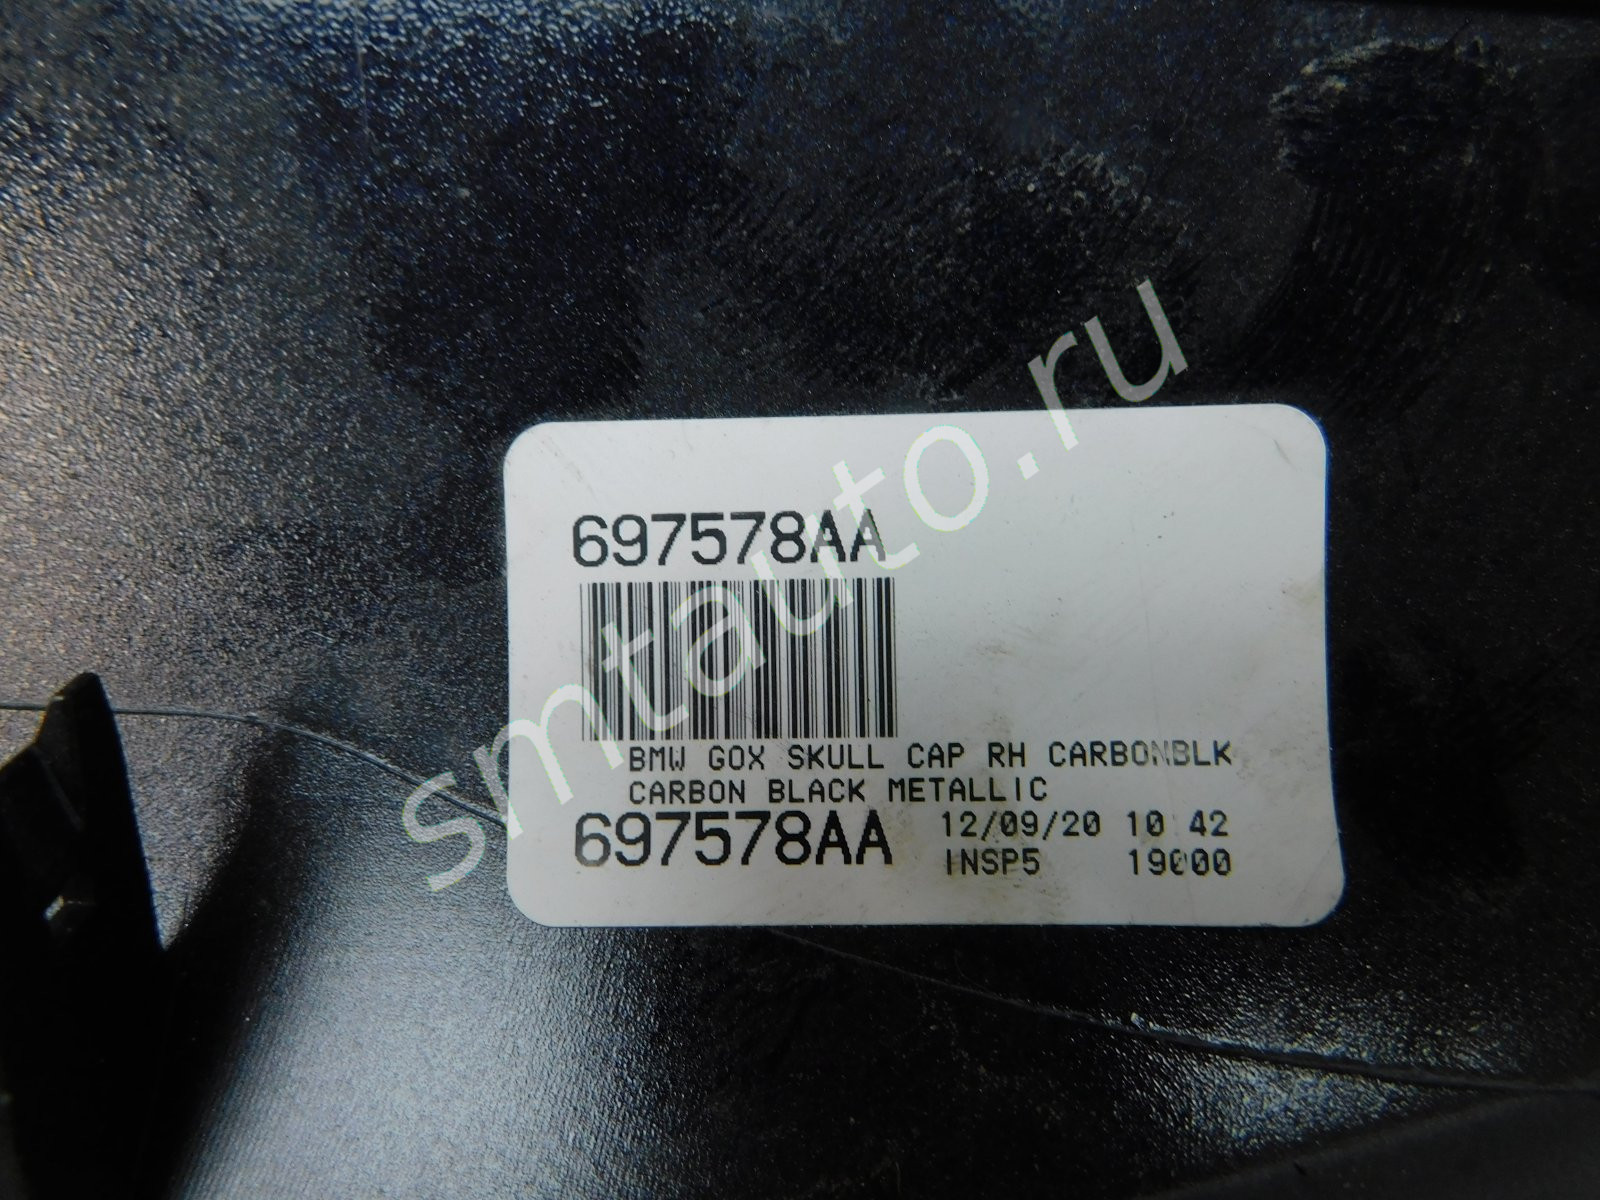 697578AA
BMW GOX SKULL CAP RH CARBONBLK
CARBON BLACK METALLIC
697578AA 12/09/20 10:42
INSP5 19000
smtauto.ru